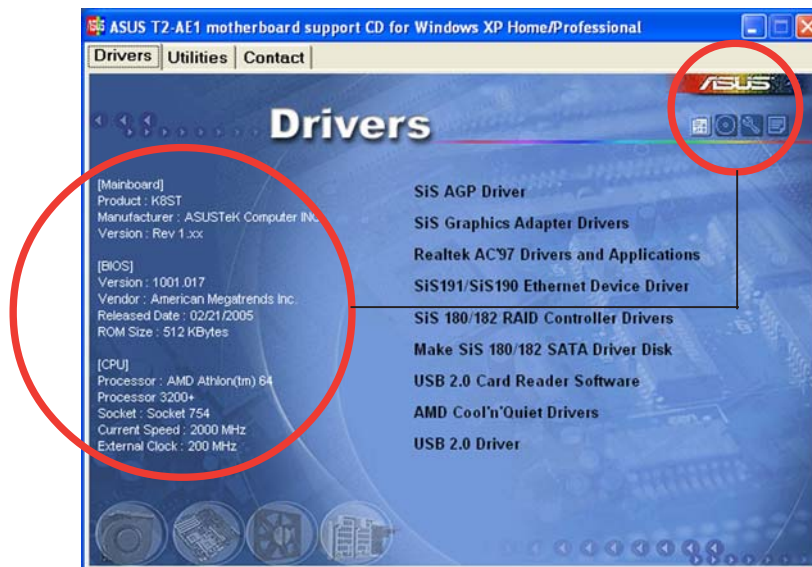 ASUS T2-AE1 motherboard support CD for Windows XP Home/Professional
Drivers Utilities Contact
ASUS
Drivers
[Mainboard]
Product : K8ST
Manufacturer : ASUSTeK Computer INC.
Version : Rev 1.xx
[BIOS]
Version : 1001.017
Vendor : American Megatrends Inc.
Released Date : 02/21/2005
ROM Size : 512 KBytes
[CPU]
Processor : AMD Athlon(tm) 64
Processor 3200+
Socket : Socket 754
Current Speed : 2000 MHz
External Clock : 200 MHz
SiS AGP Driver
SiS Graphics Adapter Drivers
Realtek AC'97 Drivers and Applications
SiS191/SiS190 Ethernet Device Driver
SiS 180/182 RAID Controller Drivers
Make SiS 180/182 SATA Driver Disk
USB 2.0 Card Reader Software
AMD Cool'n'Quiet Drivers
USB 2.0 Driver